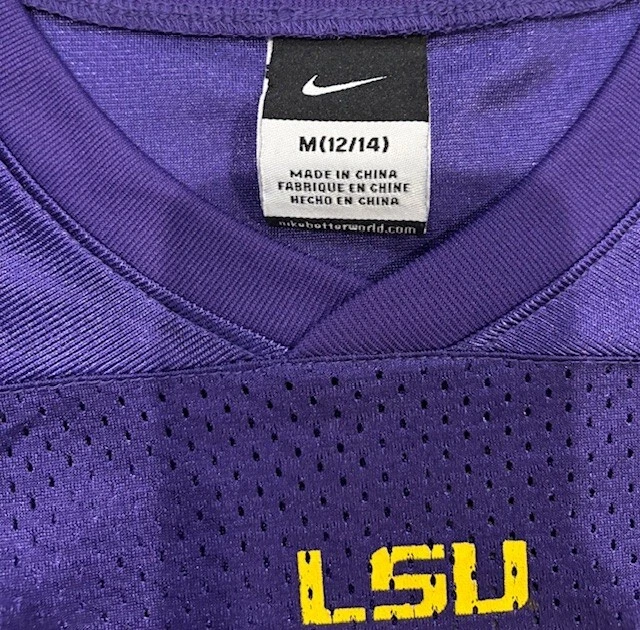 M(12/14)
MADE IN CHINA
FABRIQUE EN CHINE
HECHO EN CHINA
nikebetterworld.com
LSU